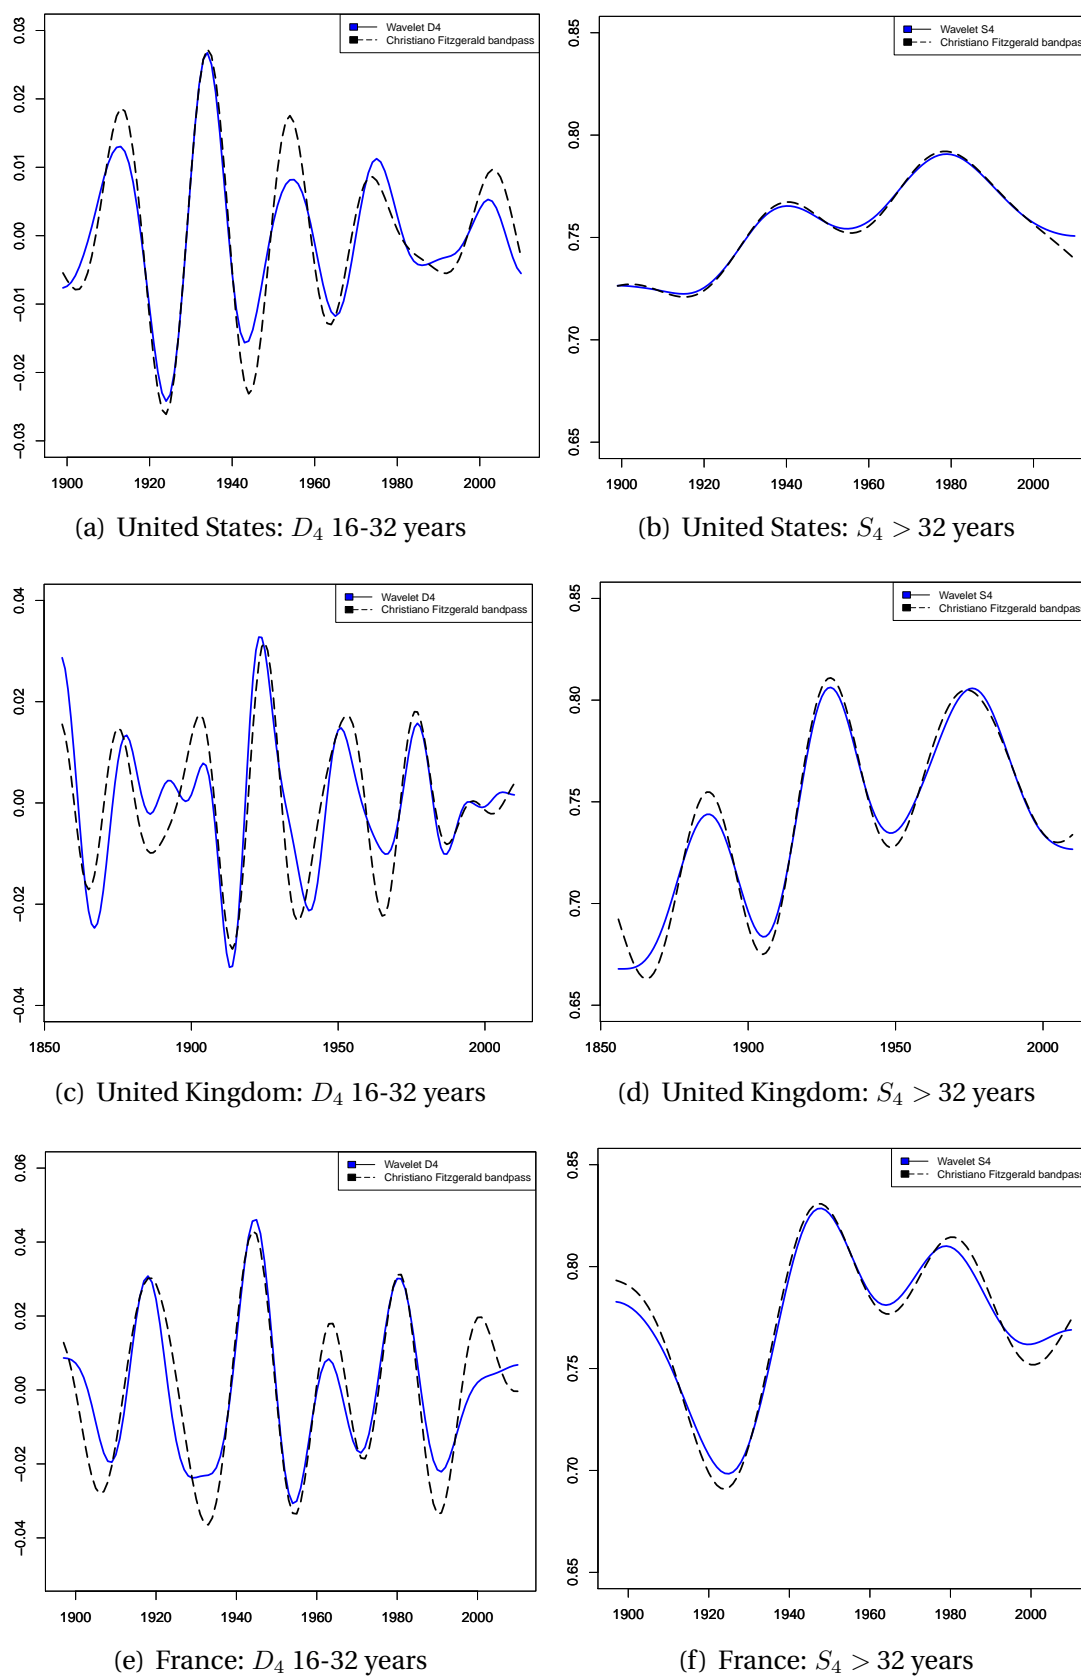 Wavelet D4
Christiano Fitzgerald bandpass
0.03
0.02
0.01
0.00
−0.01
−0.02
−0.03
1900 1920 1940 1960 1980 2000
(a) United States: D4 16-32 years
Wavelet S4
Christiano Fitzgerald bandpass
0.85
0.80
0.75
0.70
0.65
1900 1920 1940 1960 1980 2000
(b) United States: S4 > 32 years
Wavelet D4
Christiano Fitzgerald bandpass
0.04
0.02
0.00
−0.02
−0.04
1850 1900 1950 2000
(c) United Kingdom: D4 16-32 years
Wavelet S4
Christiano Fitzgerald bandpass
0.85
0.80
0.75
0.70
0.65
1850 1900 1950 2000
(d) United Kingdom: S4 > 32 years
Wavelet D4
Christiano Fitzgerald bandpass
0.06
0.04
0.02
0.00
−0.02
−0.04
1900 1920 1940 1960 1980 2000
(e) France: D4 16-32 years
Wavelet S4
Christiano Fitzgerald bandpass
0.85
0.80
0.75
0.70
0.65
1900 1920 1940 1960 1980 2000
(f) France: S4 > 32 years